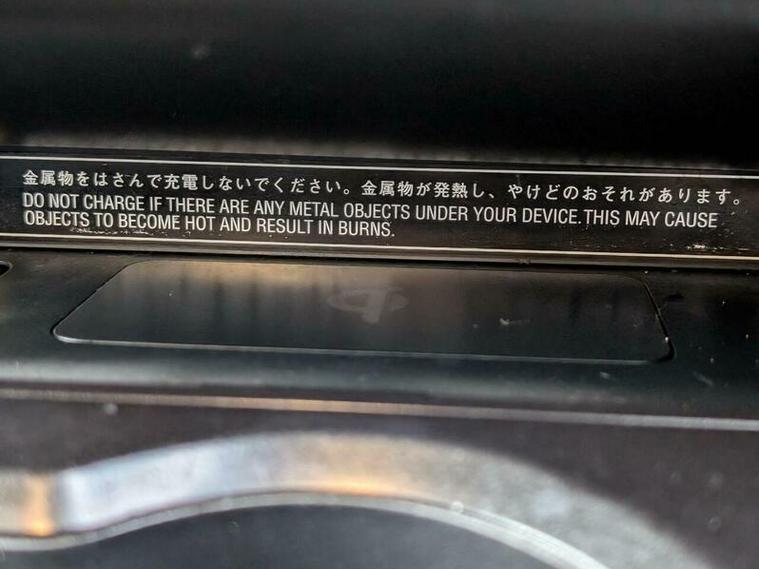 金属物をはさんで充電しないでください。金属物が発熱し、やけどのおそれがあります。
DO NOT CHARGE IF THERE ARE ANY METAL OBJECTS UNDER YOUR DEVICE.THIS MAY CAUSE
OBJECTS TO BECOME HOT AND RESULT IN BURNS.